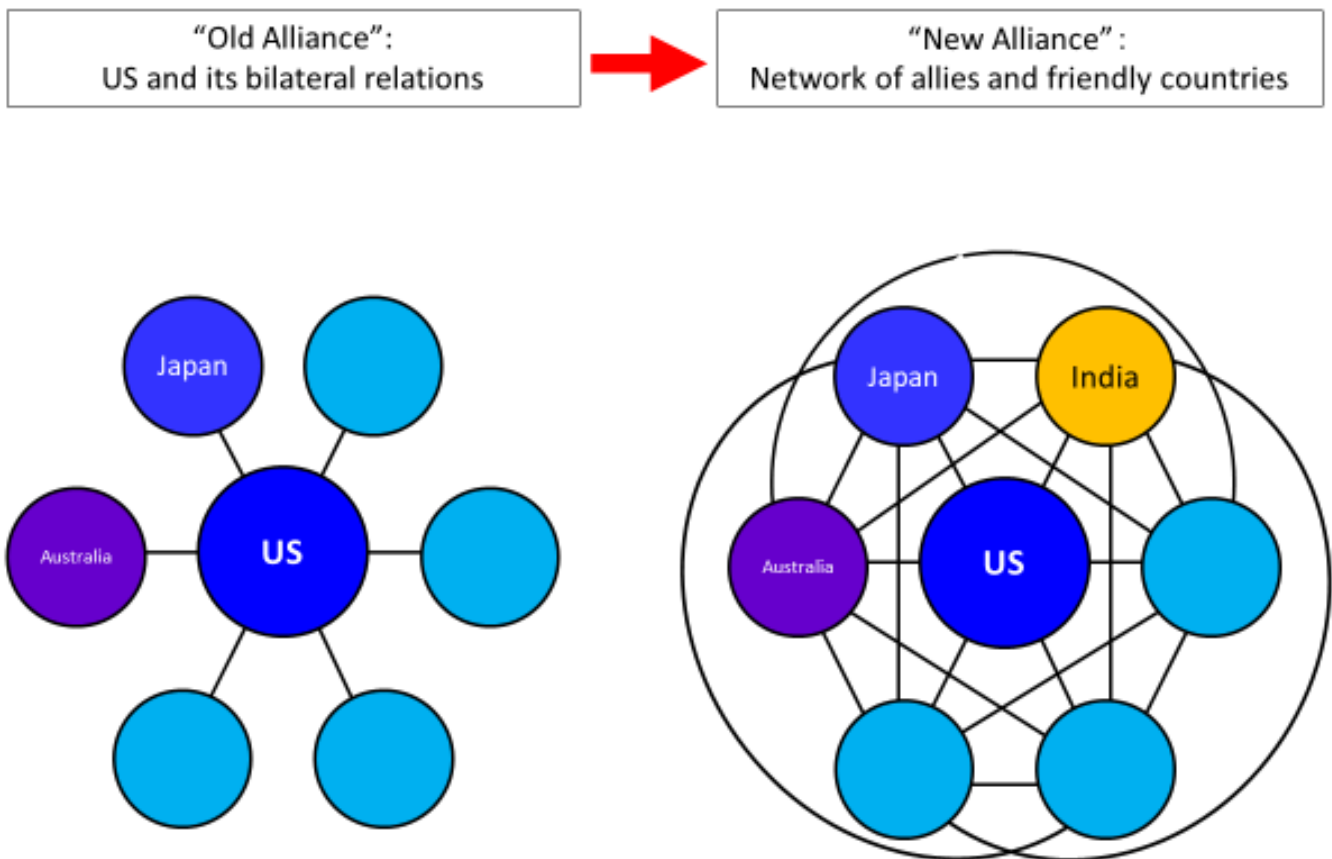 “Old Alliance”:
US and its bilateral relations
“New Alliance” :
Network of allies and friendly countries
Japan
Australia
US
Japan
India
Australia
US